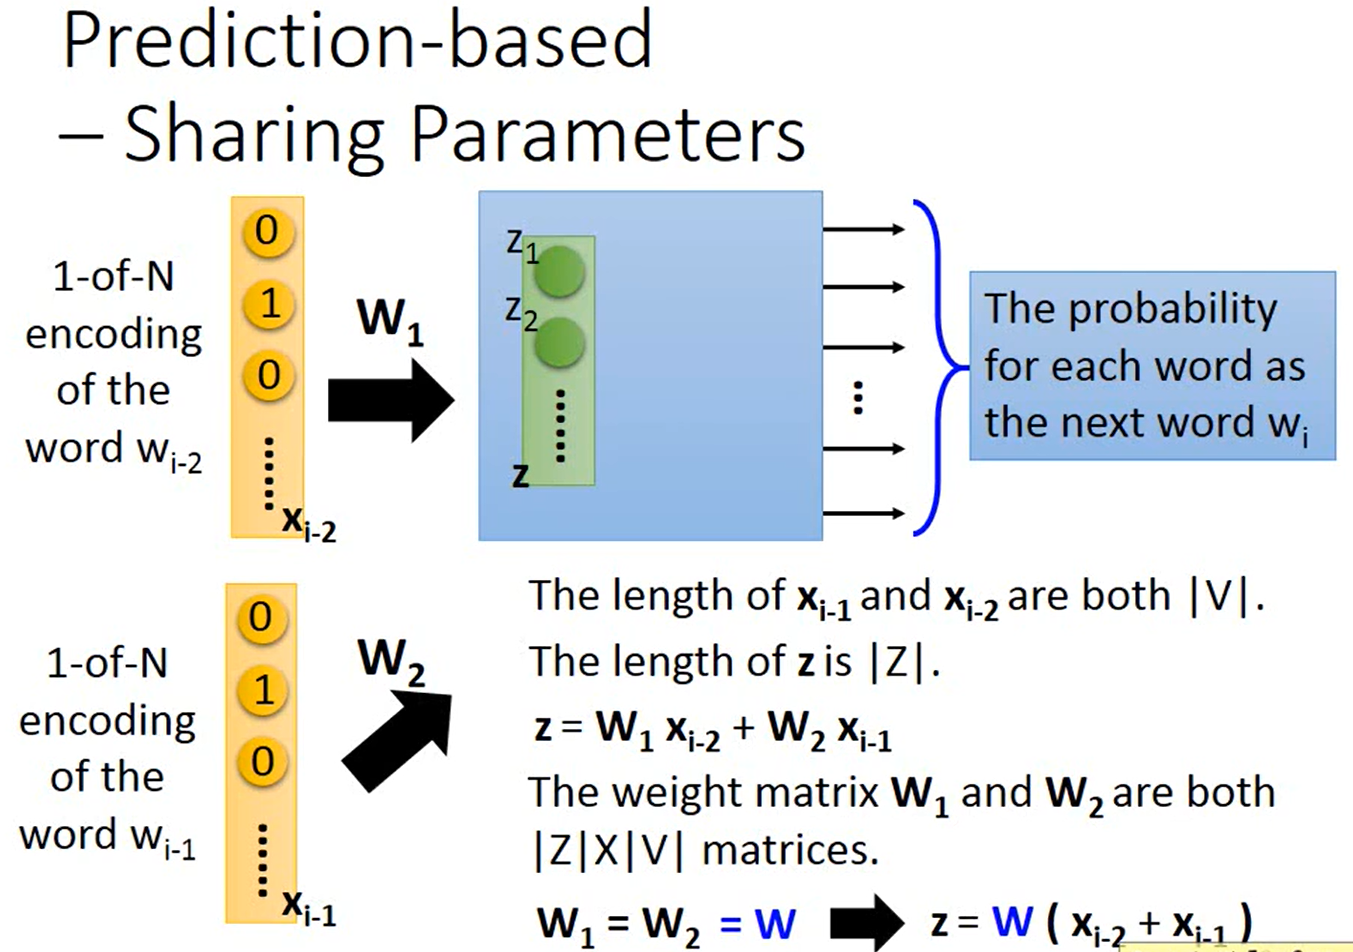 Prediction-based
– Sharing Parameters
1-of-N
encoding
of the
word w_{i-2}
0
1
0
......
x_{i-2}
W_1
z_1
z_2
......
z
⋮
The probability
for each word as
the next word w_i
1-of-N
encoding
of the
word w_{i-1}
0
1
0
......
x_{i-1}
W_2
The length of x_{i-1} and x_{i-2} are both |V|.
The length of z is |Z|.
z = W_1 x_{i-2} + W_2 x_{i-1}
The weight matrix W_1 and W_2 are both
|Z|X|V| matrices.
W_1 = W_2 = W
z = W ( x_{i-2} + x_{i-1} )